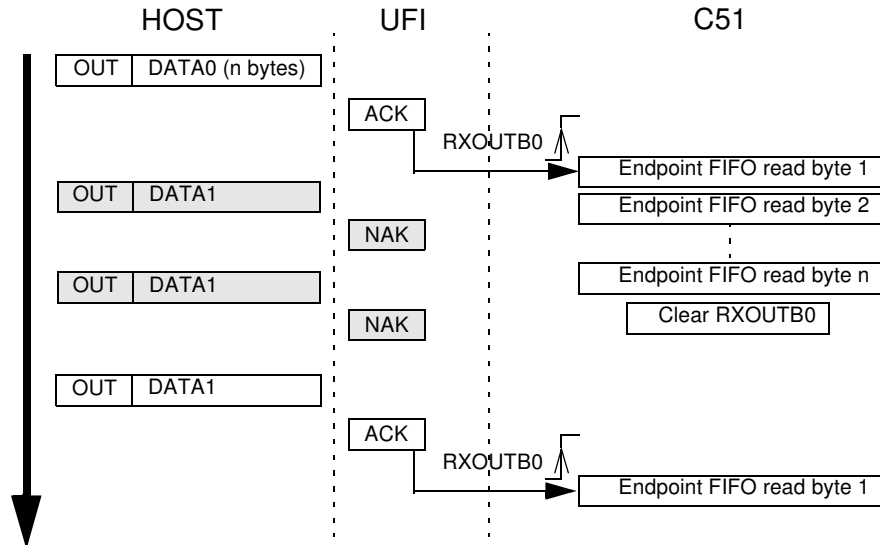 HOST UFI C51
OUT DATA0 (n bytes)
ACK
RXOUTB0
Endpoint FIFO read byte 1
OUT DATA1
Endpoint FIFO read byte 2
NAK
Endpoint FIFO read byte n
OUT DATA1
NAK
Clear RXOUTB0
OUT DATA1
ACK
RXOUTB0
Endpoint FIFO read byte 1